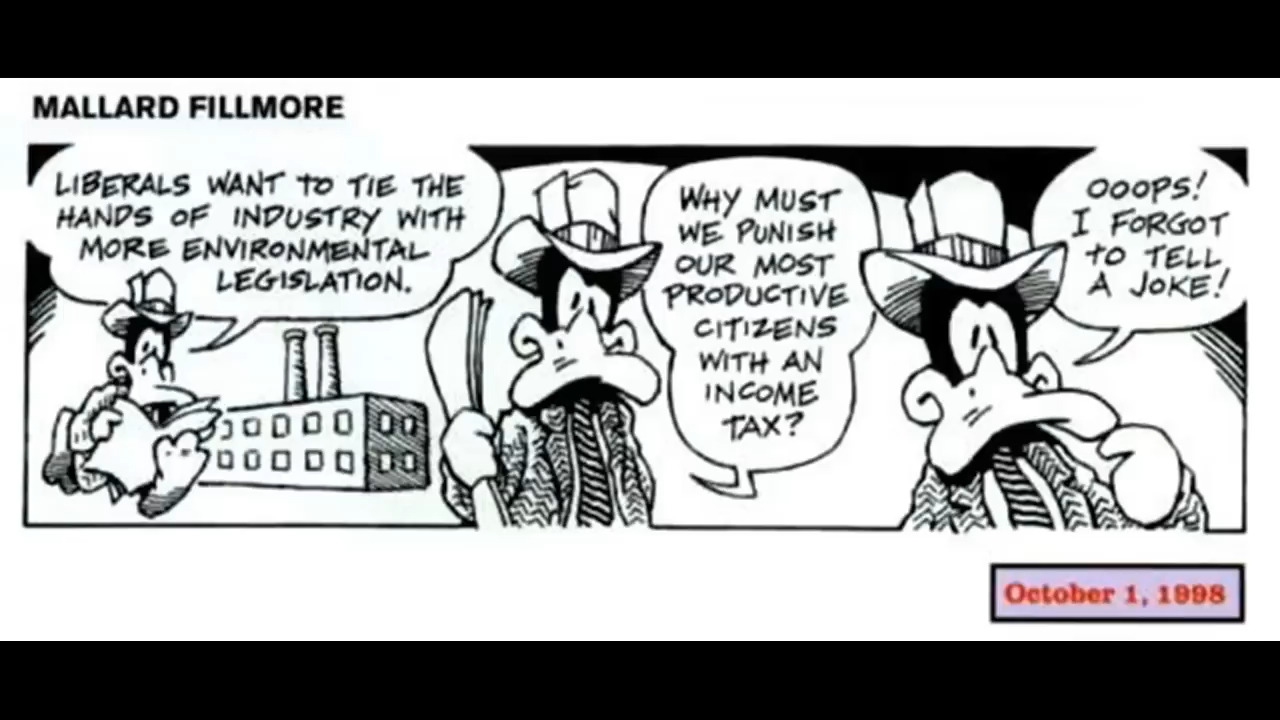 MALLARD FILLMORE
LIBERALS WANT TO TIE THE
HANDS OF INDUSTRY WITH
MORE ENVIRONMENTAL
LEGISLATION.
WHY MUST
WE PUNISH
OUR MOST
PRODUCTIVE
CITIZENS
WITH AN
INCOME
TAX?
OOOPS!
I FORGOT
TO TELL
A JOKE!
October 1, 1998